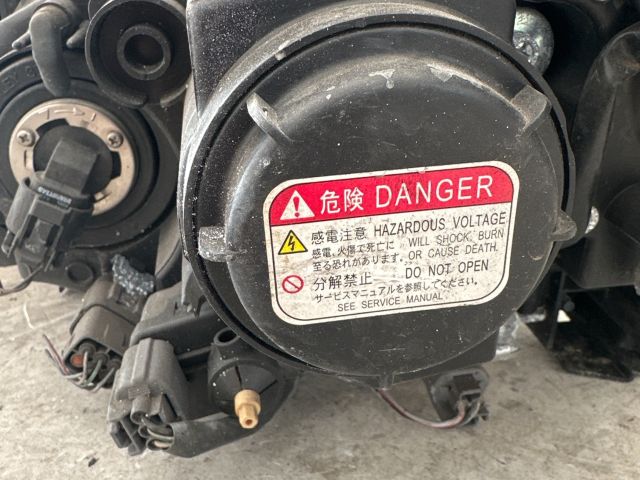 危険 DANGER
感電注意 HAZARDOUS VOLTAGE
感電、火傷で死亡に WILL SHOCK, BURN
至る恐れがあります。 OR CAUSE DEATH.
分解禁止 DO NOT OPEN
サービスマニュアルを参照してください。
SEE SERVICE MANUAL